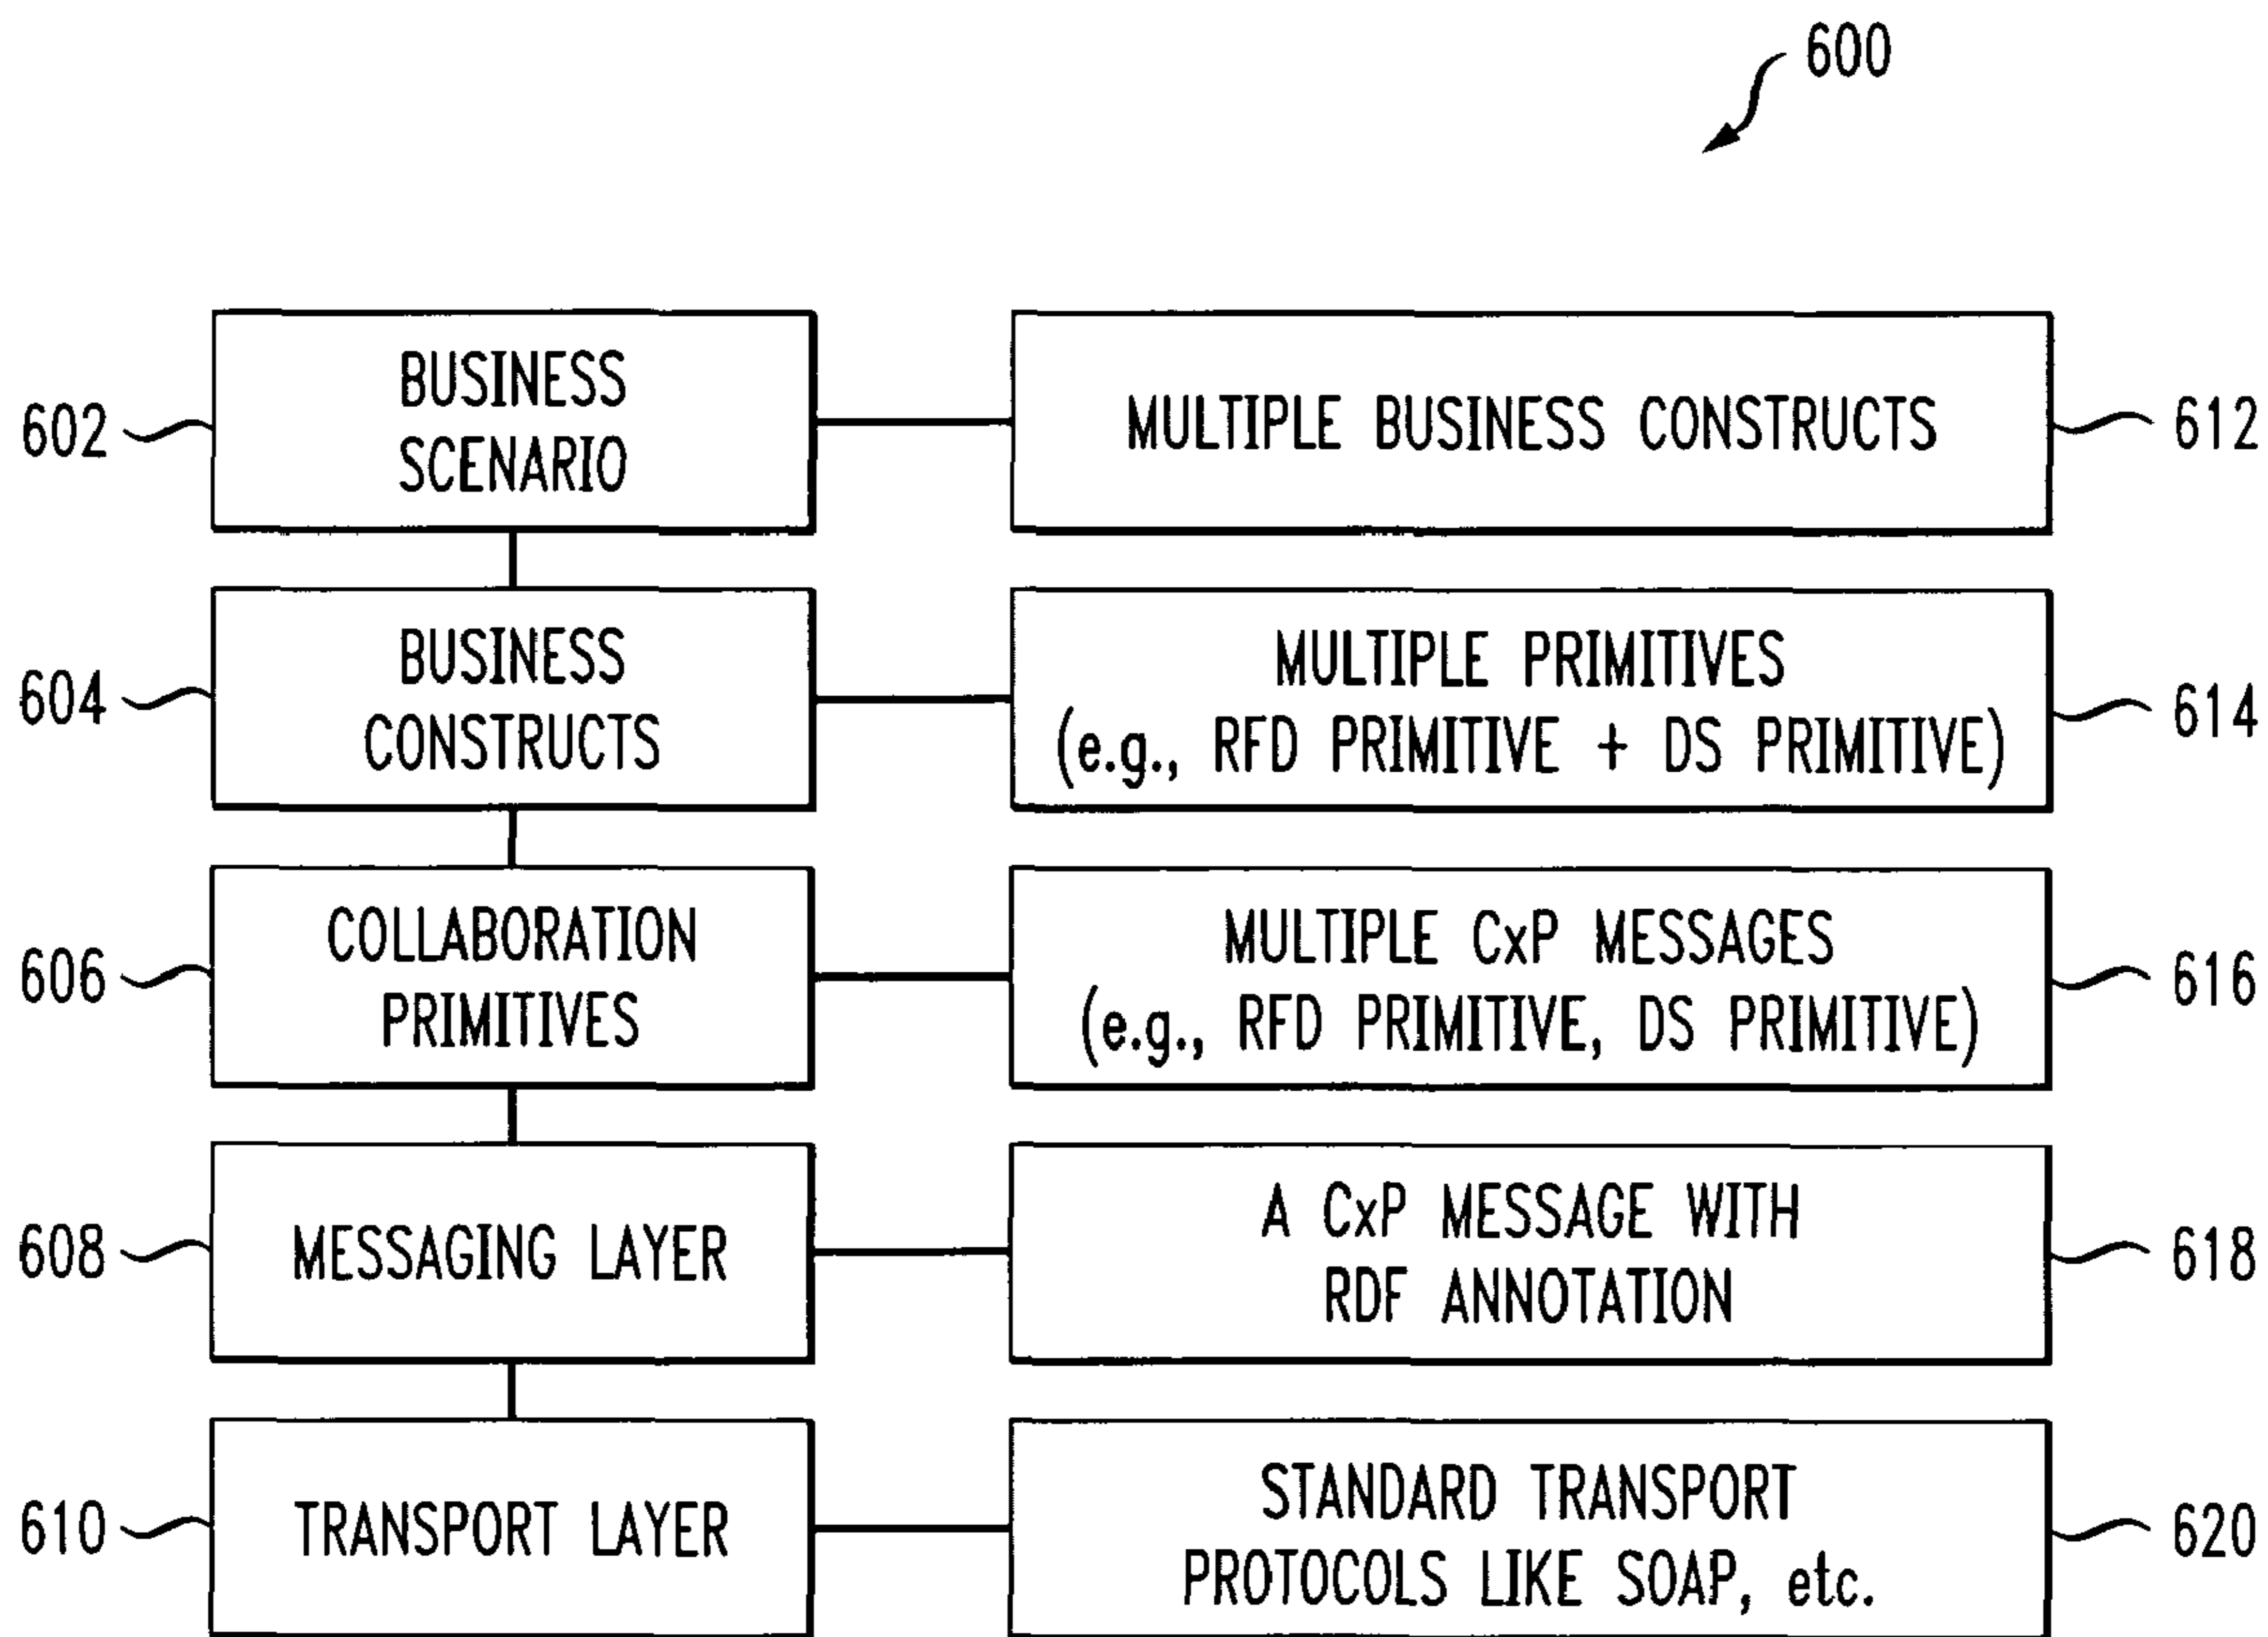 600
BUSINESS
SCENARIO
MULTIPLE BUSINESS CONSTRUCTS
602
612
BUSINESS
CONSTRUCTS
MULTIPLE PRIMITIVES
(e.g., RFD PRIMITIVE + DS PRIMITIVE)
604
614
COLLABORATION
PRIMITIVES
MULTIPLE CxP MESSAGES
(e.g., RFD PRIMITIVE, DS PRIMITIVE)
606
616
MESSAGING LAYER
A CxP MESSAGE WITH
RDF ANNOTATION
608
618
TRANSPORT LAYER
STANDARD TRANSPORT
PROTOCOLS LIKE SOAP, etc.
610
620